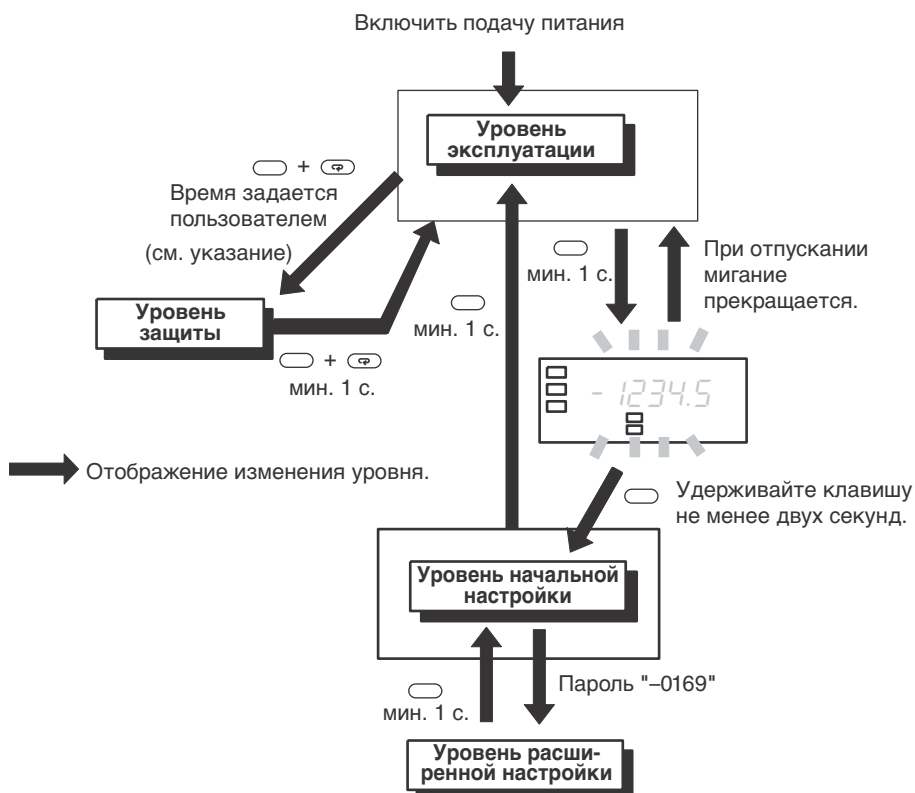 Включить подачу питания
Уровень
эксплуатации
+
Время задается
пользователем
(см. указание)
мин. 1 с.
При отпускании
мигание
прекращается.
Уровень
защиты
мин. 1 с.
+
мин. 1 с.
-1234.5
Отображение изменения уровня.
Удерживайте клавишу
не менее двух секунд.
Уровень начальной
настройки
Пароль "–0169"
мин. 1 с.
Уровень расши-
ренной настройки